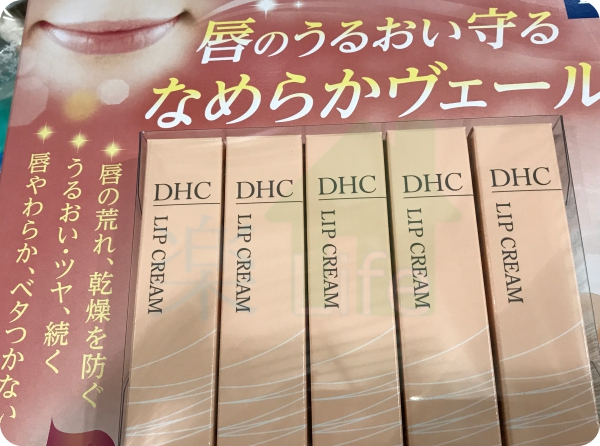 唇のうるおい守る
なめらかヴェール
唇の荒れ、乾燥を防ぐ
うるおい・ツヤ、続く
唇やわらか、ベタつかない
DHC
LIP CREAM
DHC
LIP CREAM
DHC
LIP CREAM
DHC
LIP CREAM
DHC
LIP CREAM
楽
Life